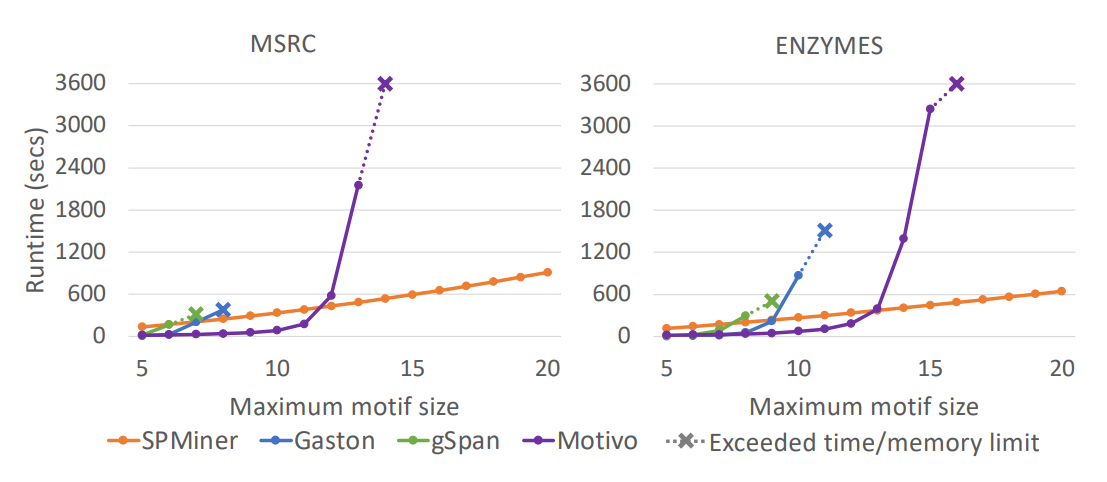 MSRC
ENZYMES
Runtime (secs)
3600
3000
2400
1800
1200
600
0
5 10 15 20
Maximum motif size
3600
3000
2400
1800
1200
600
0
5 10 15 20
Maximum motif size
SPMiner Gaston gSpan Motivo Exceeded time/memory limit